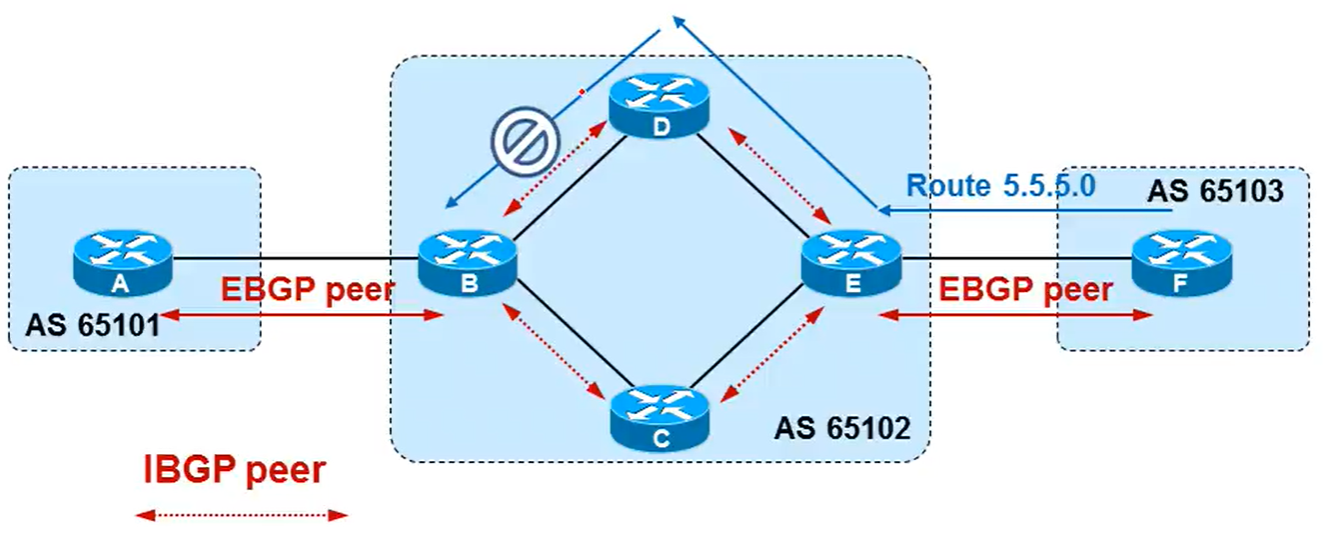 D
Route 5.5.5.0
AS 65103
A
B
E
F
EBGP peer
EBGP peer
AS 65101
C
AS 65102
IBGP peer